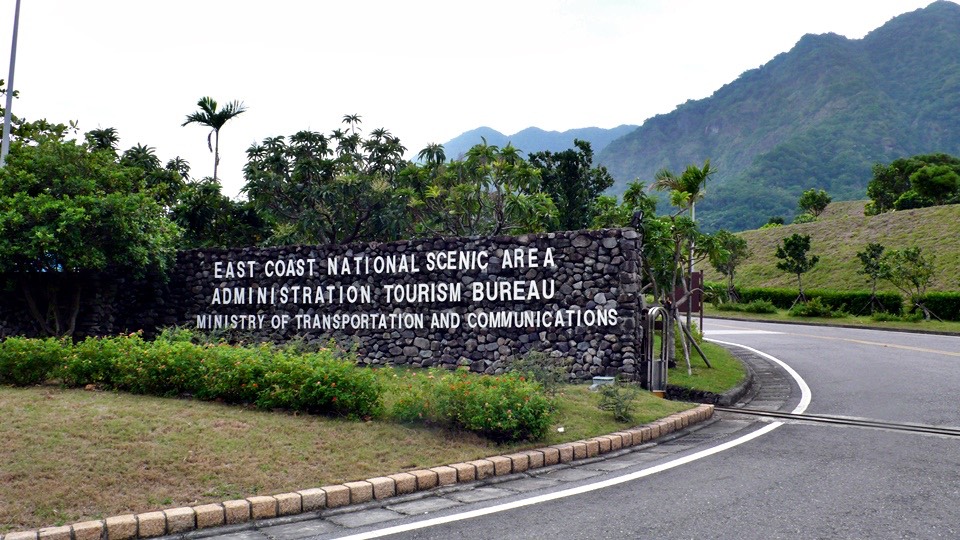 EAST COAST NATIONAL SCENIC AREA
ADMINISTRATION TOURISM BUREAU
MINISTRY OF TRANSPORTATION AND COMMUNICATIONS